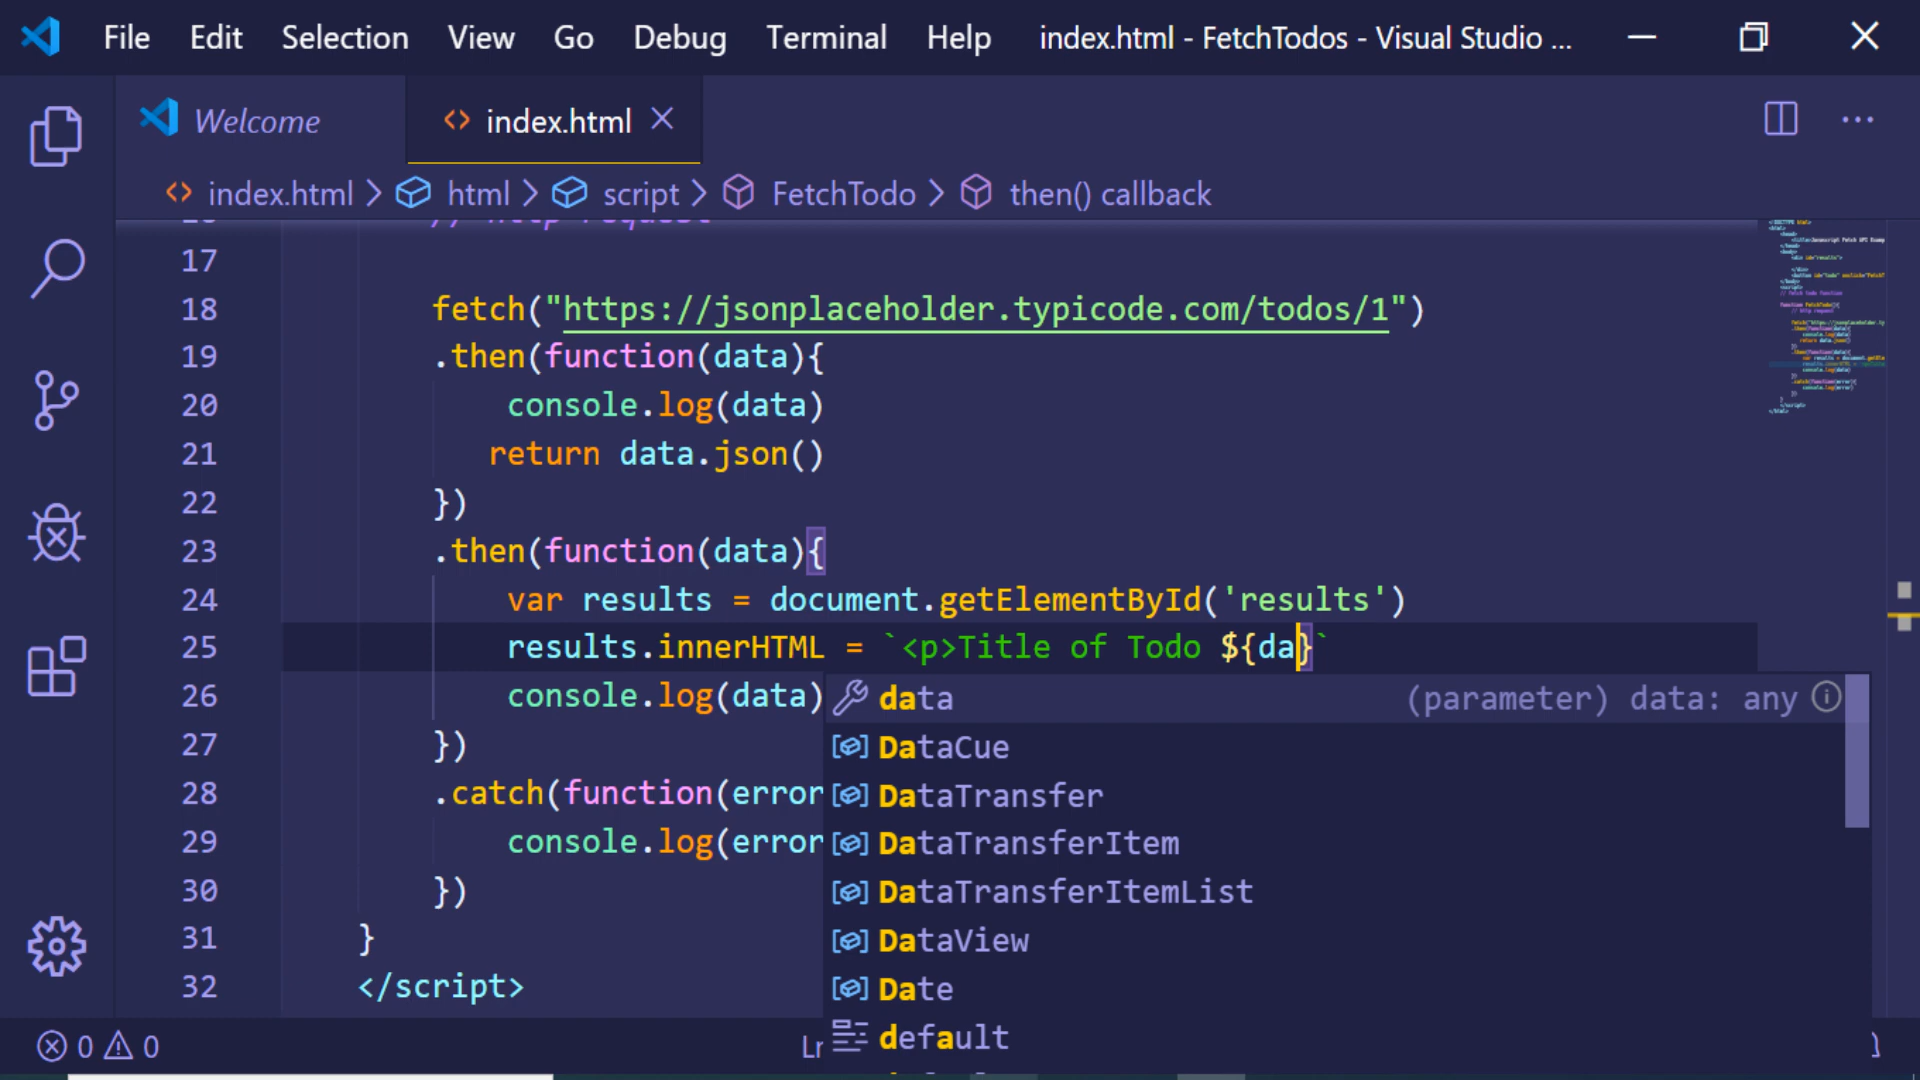 File Edit Selection View Go Debug Terminal Help index.html - FetchTodos - Visual Studio ...
Welcome index.html
index.html html script FetchTodo then() callback
// http request
17
18 fetch("https://jsonplaceholder.typicode.com/todos/1")
19 .then(function(data){
20 console.log(data)
21 return data.json()
22 })
23 .then(function(data){
24 var results = document.getElementById('results')
25 results.innerHTML = `<p>Title of Todo ${da}`
26 console.log(data)
27 })
28 .catch(function(error
29 console.log(error
30 })
31 }
32 </script>
data (parameter) data: any
DataCue
DataTransfer
DataTransferItem
DataTransferItemList
DataView
Date
default
0 0 Ln